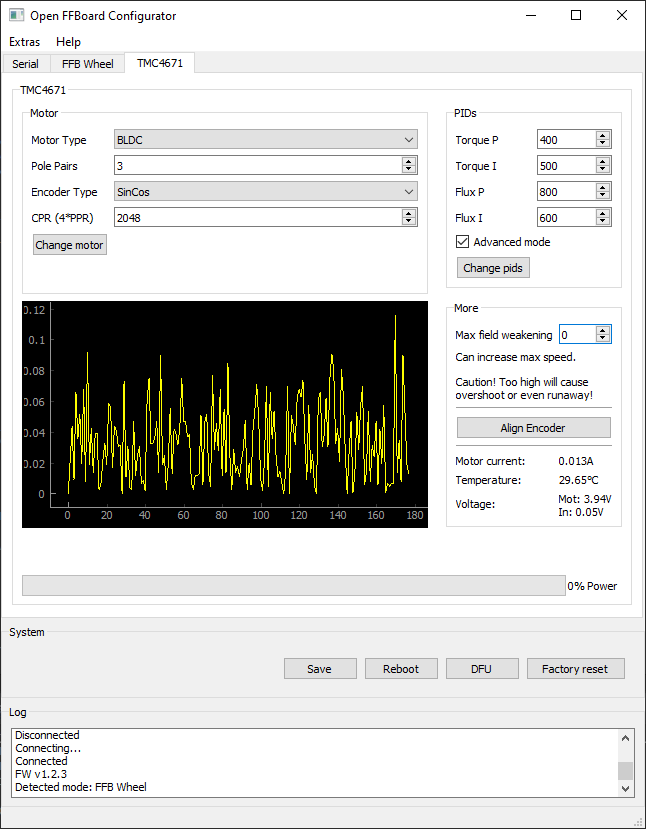 Open FFBoard Configurator
Extras Help
Serial FFB Wheel TMC4671
TMC4671
Motor
Motor Type BLDC
Pole Pairs 3
Encoder Type SinCos
CPR (4*PPR) 2048
Change motor
PIDs
Torque P 400
Torque I 500
Flux P 800
Flux I 600
Advanced mode
Change pids
0.12
0.1
0.08
0.06
0.04
0.02
0
0 20 40 60 80 100 120 140 160 180
More
Max field weakening 0
Can increase max speed.
Caution! Too high will cause
overshoot or even runaway!
Align Encoder
Motor current: 0.013A
Temperature: 29.65°C
Voltage: Mot: 3.94V
In: 0.05V
0% Power
System
Save Reboot DFU Factory reset
Log
Disconnected
Connecting...
Connected
FW v1.2.3
Detected mode: FFB Wheel